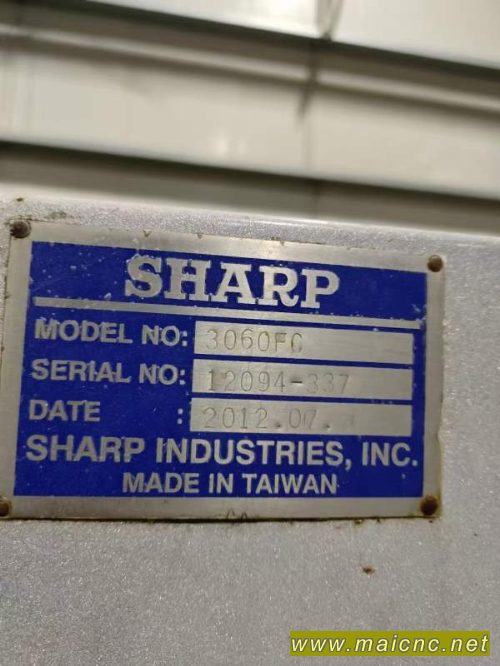 SHARP
MODEL NO: 3060FC
SERIAL NO: 12094-337
DATE : 2012.07.
SHARP INDUSTRIES, INC.
MADE IN TAIWAN
www.maicnc.net